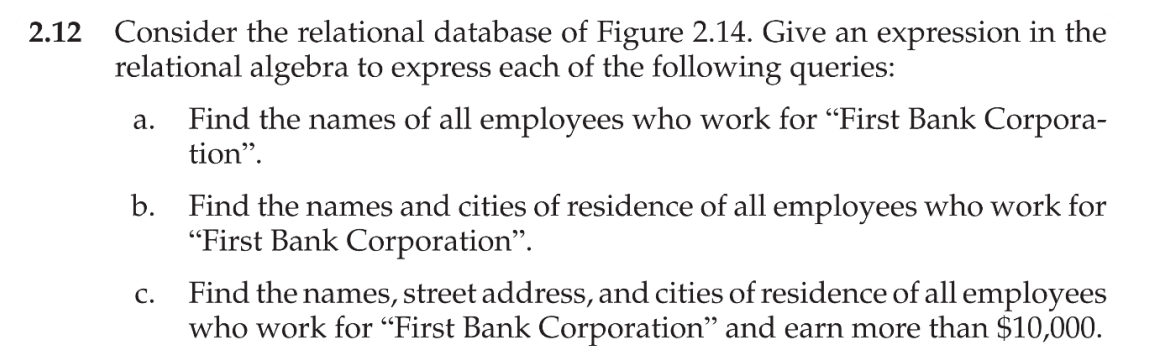 2.12 Consider the relational database of Figure 2.14. Give an expression in the
relational algebra to express each of the following queries:
a. Find the names of all employees who work for “First Bank Corpora-
tion”.
b. Find the names and cities of residence of all employees who work for
“First Bank Corporation”.
c. Find the names, street address, and cities of residence of all employees
who work for “First Bank Corporation” and earn more than $10,000.